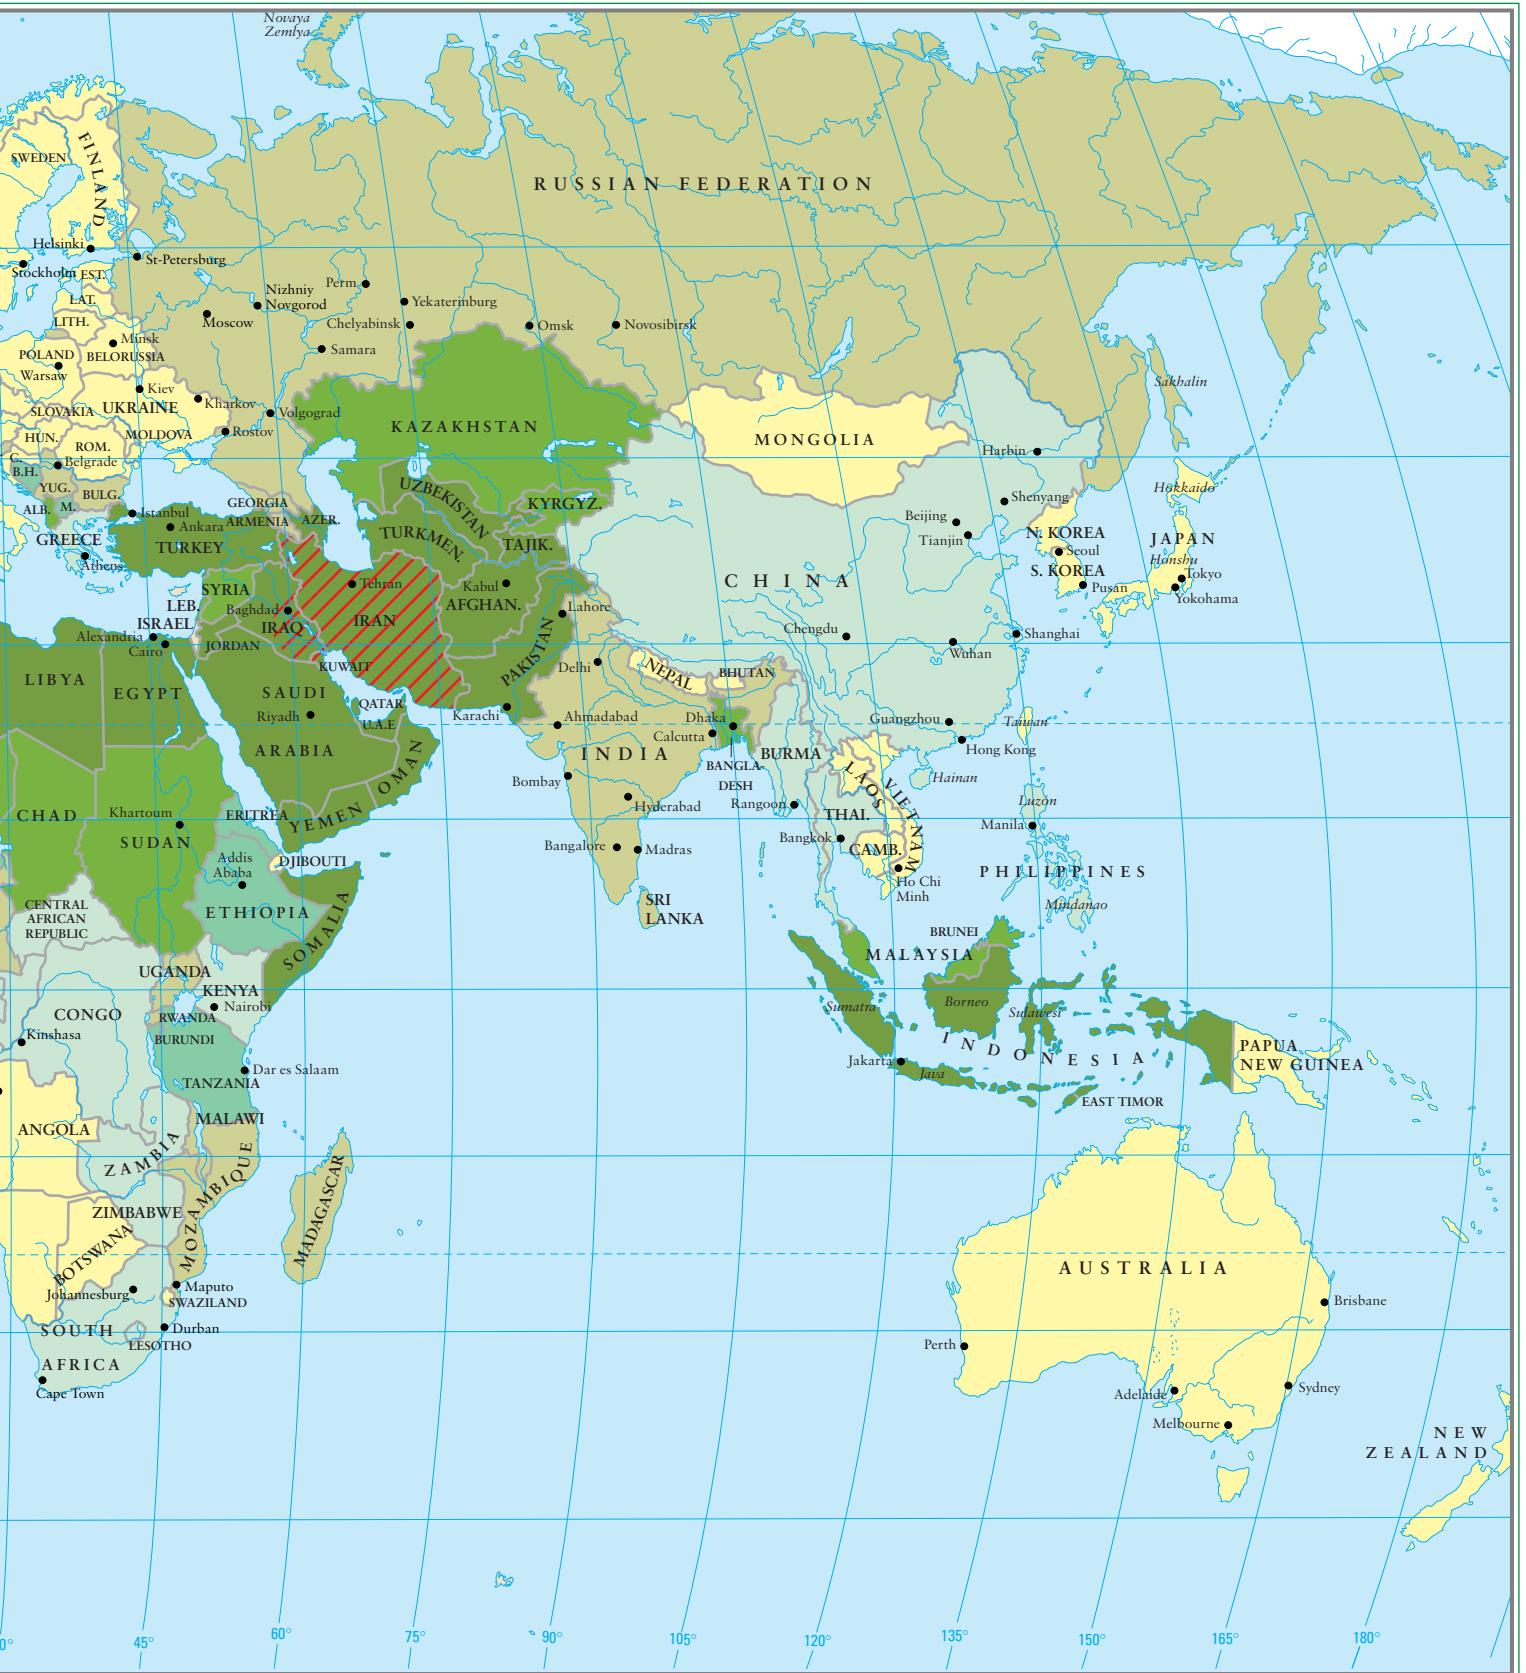 Novaya
Zemlya
RUSSIAN FEDERATION
SWEDEN
FINLAND
Helsinki
Stockholm
EST.
St-Petersburg
LAT.
LITH.
Nizhniy
Novgorod
Perm
Yekaterinburg
Moscow
Chelyabinsk
Omsk
Novosibirsk
Samara
Minsk
BELORUSSIA
POLAND
Warsaw
Kiev
UKRAINE
Kharkov
Volgograd
SLOVAKIA
MOLDOVA
Rostov
HUN.
ROM.
C.
B.H.
Belgrade
YUG.
BULG.
ALB.
M.
KAZAKHSTAN
MONGOLIA
Sakhalin
Harbin
Hokkaido
Shenyang
Beijing
Tianjin
N. KOREA
Seoul
S. KOREA
Pusan
JAPAN
Honshu
Tokyo
Yokohama
GEORGIA
ARMENIA
AZER.
UZBEKISTAN
KYRGYZ.
TURKMEN.
TAJIK.
Istanbul
Ankara
TURKEY
GREECE
Athens
SYRIA
LEB.
ISRAEL
Baghdad
IRAQ
Tehran
IRAN
Kabul
AFGHAN.
Lahore
PAKISTAN
CHINA
Chengdu
Wuhan
Shanghai
Alexandria
Cairo
JORDAN
KUWAIT
LIBYA
EGYPT
SAUDI
ARABIA
Riyadh
QATAR
U.A.E
OMAN
YEMEN
Karachi
Delhi
NEPAL
BHUTAN
Ahmadabad
Dhaka
Calcutta
INDIA
BANGLA-
DESH
BURMA
Guangzhou
Hong Kong
Taiwan
Hainan
Bombay
Hyderabad
Rangoon
LAOS
VIETNAM
THAI.
Bangkok
CAMB.
Ho Chi
Minh
Luzon
Manila
PHILIPPINES
Mindanao
Bangalore
Madras
SRI
LANKA
CHAD
Khartoum
SUDAN
ERITREA
DJIBOUTI
Addis
Ababa
ETHIOPIA
SOMALIA
CENTRAL
AFRICAN
REPUBLIC
UGANDA
KENYA
Nairobi
CONGO
Kinshasa
RWANDA
BURUNDI
Dar es Salaam
TANZANIA
MALAWI
BRUNEI
MALAYSIA
Sumatra
Borneo
Sulawesi
INDONESIA
Jakarta
Java
EAST TIMOR
PAPUA
NEW GUINEA
ANGOLA
ZAMBIA
MOZAMBIQUE
MADAGASCAR
ZIMBABWE
BOTSWANA
Johannesburg
Maputo
SWAZILAND
SOUTH
AFRICA
Durban
LESOTHO
Cape Town
AUSTRALIA
Brisbane
Perth
Adelaide
Sydney
Melbourne
NEW
ZEALAND
0°
45°
60°
75°
90°
105°
120°
135°
150°
165°
180°